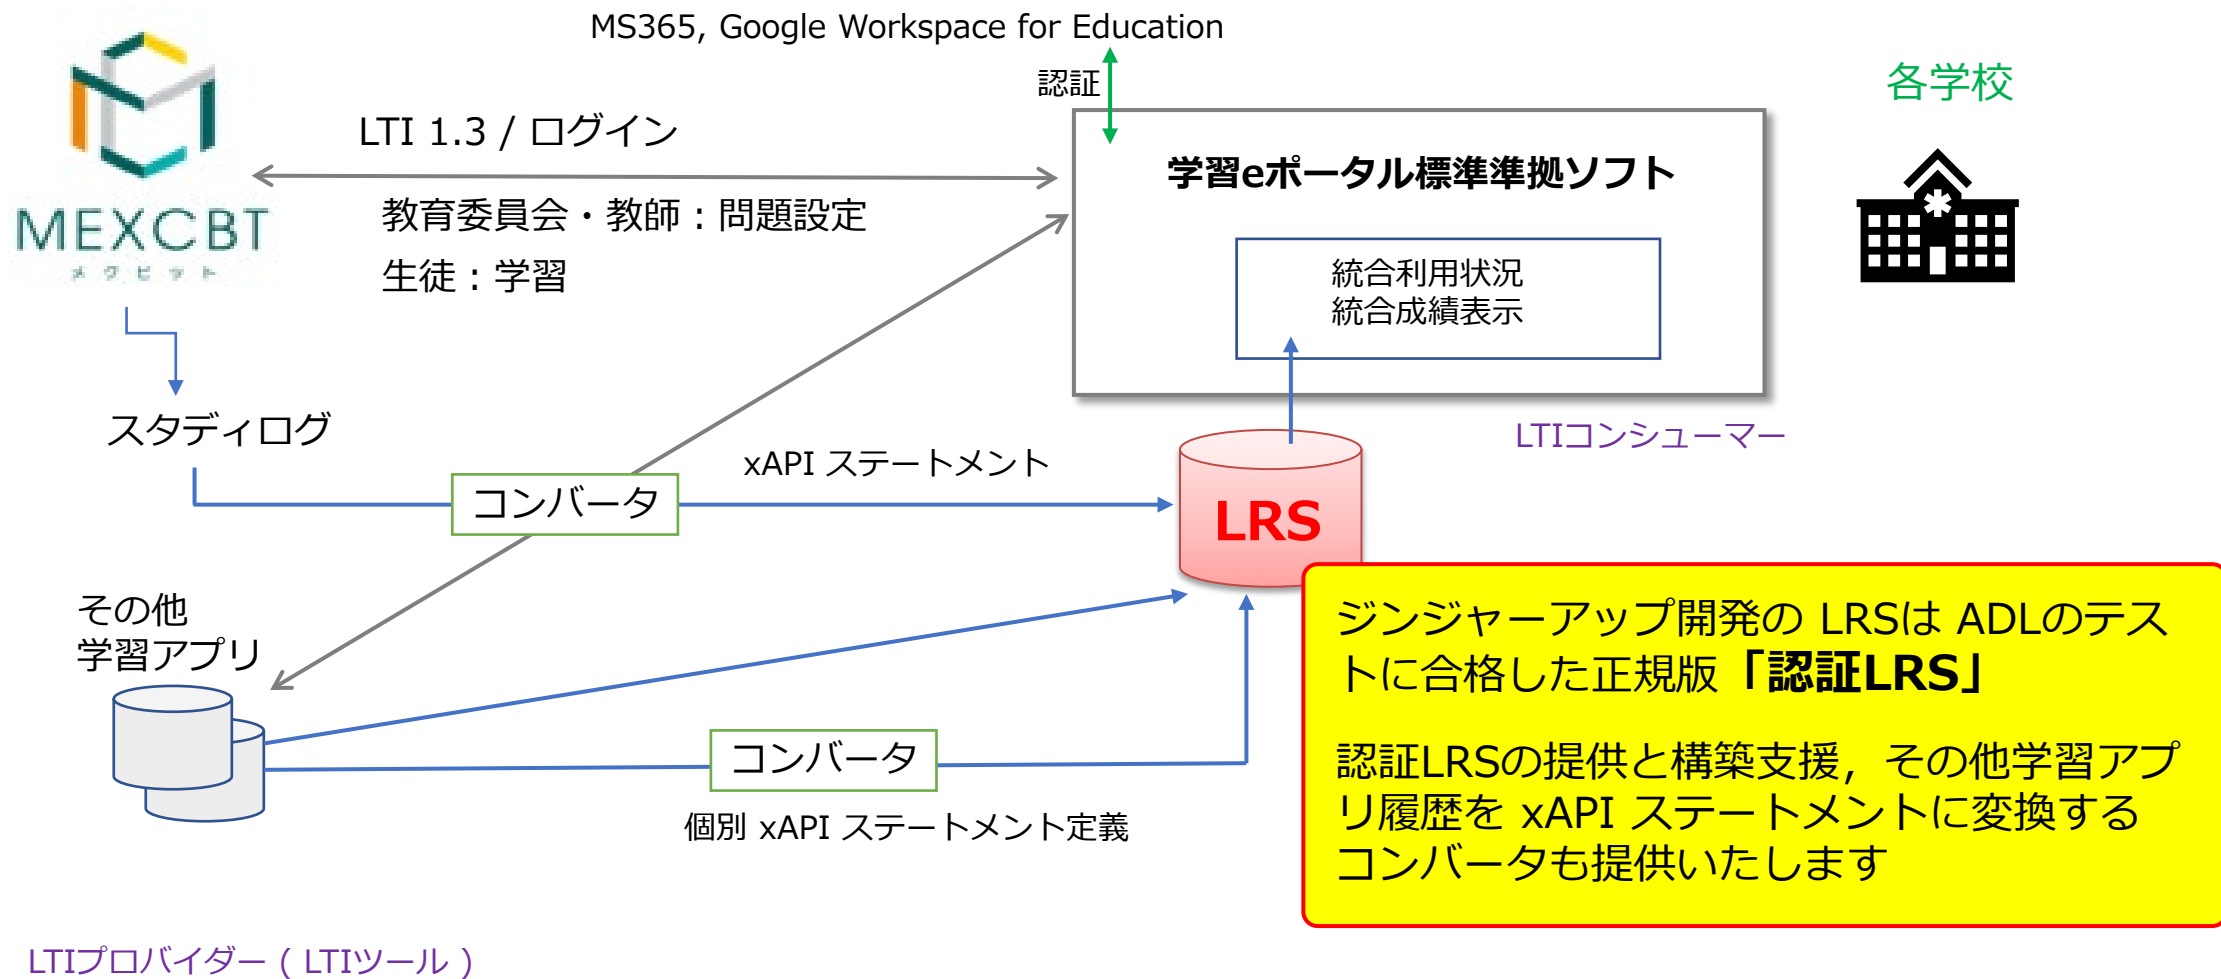 MS365, Google Workspace for Education
認証
各学校
LTI 1.3 / ログイン
学習eポータル標準準拠ソフト
MEXCBT
メクビット
教育委員会・教師：問題設定
生徒：学習
統合利用状況
統合成績表示
スタディログ
LTIコンシューマー
xAPI ステートメント
コンバータ
LRS
その他
学習アプリ
ジンジャーアップ開発の LRSは ADLのテス
トに合格した正規版「認証LRS」
認証LRSの提供と構築支援，その他学習アプ
リ履歴を xAPI ステートメントに変換する
コンバータも提供いたします
コンバータ
個別 xAPI ステートメント定義
LTIプロバイダー ( LTIツール )